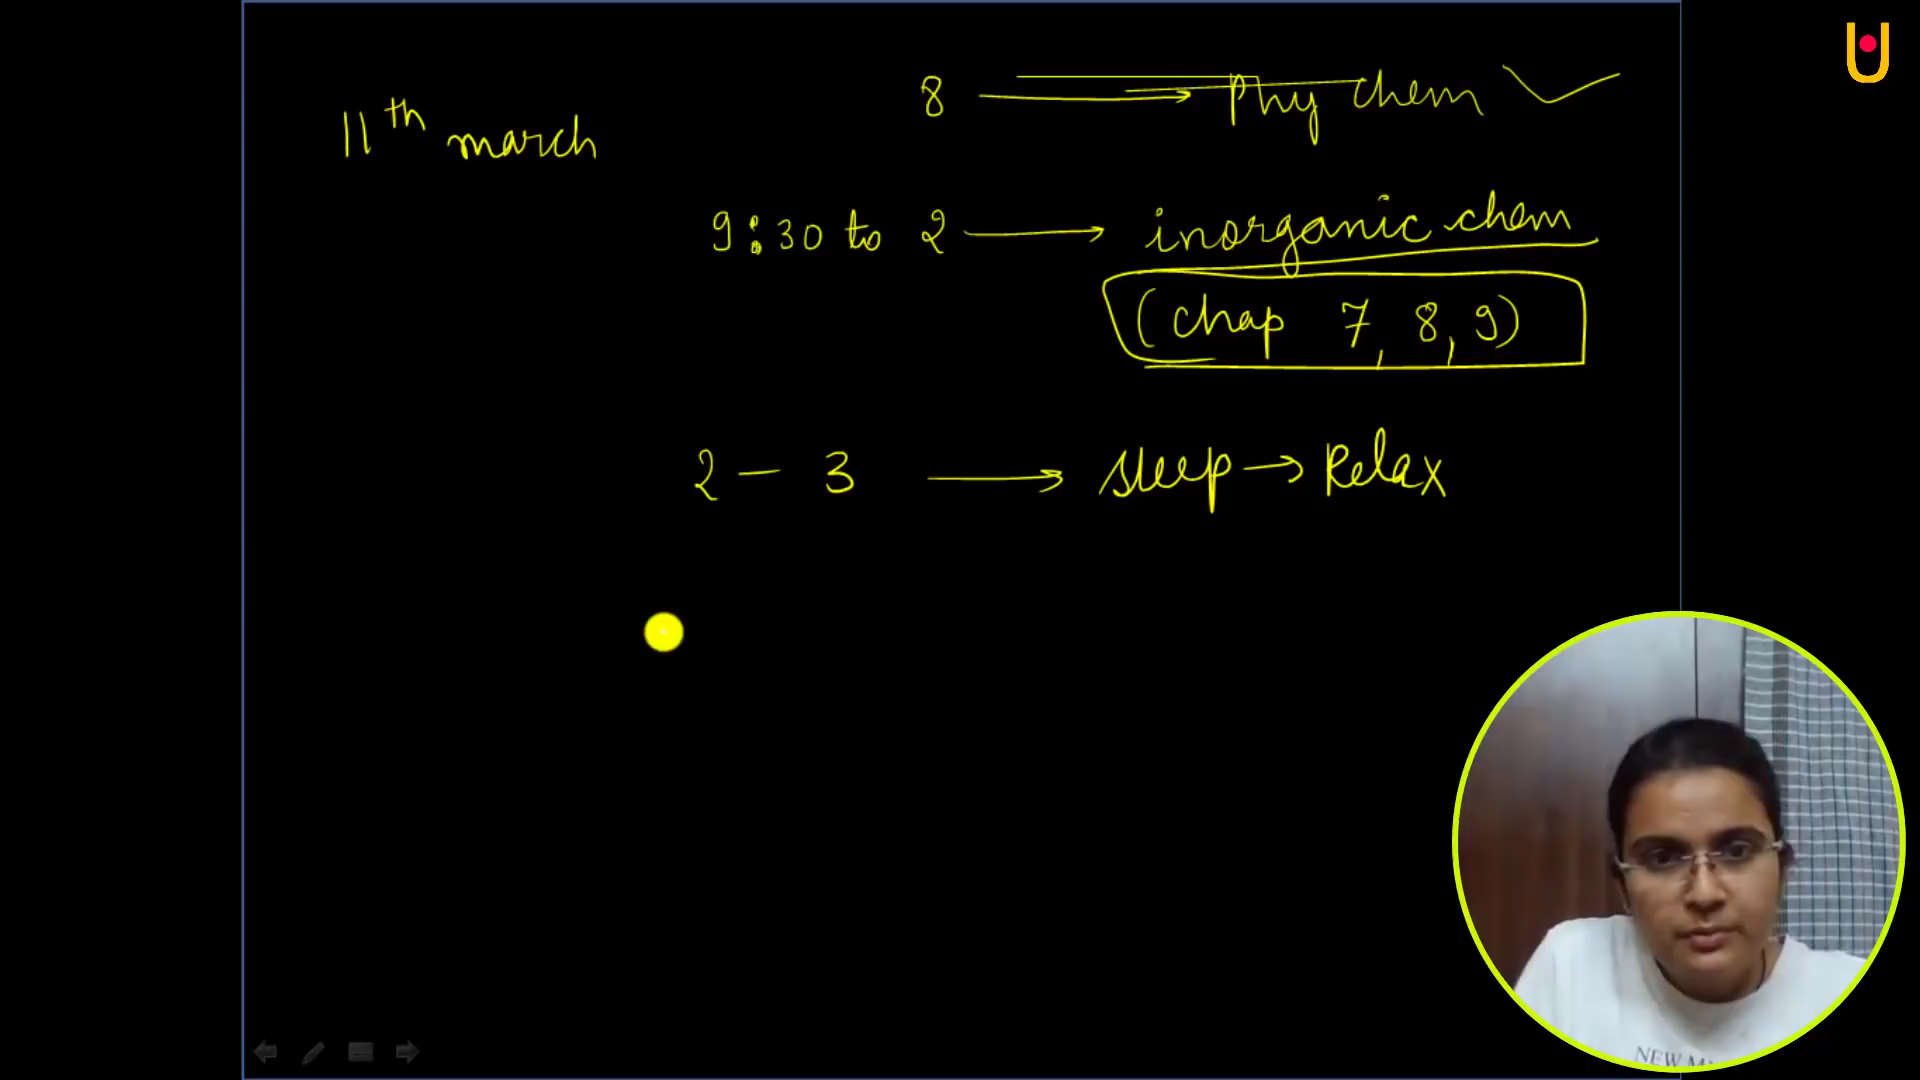 8 → Phy chem
11th march
9:30 to 2 → inorganic chem
(chap 7, 8, 9)
2 - 3 → sleep → Relax